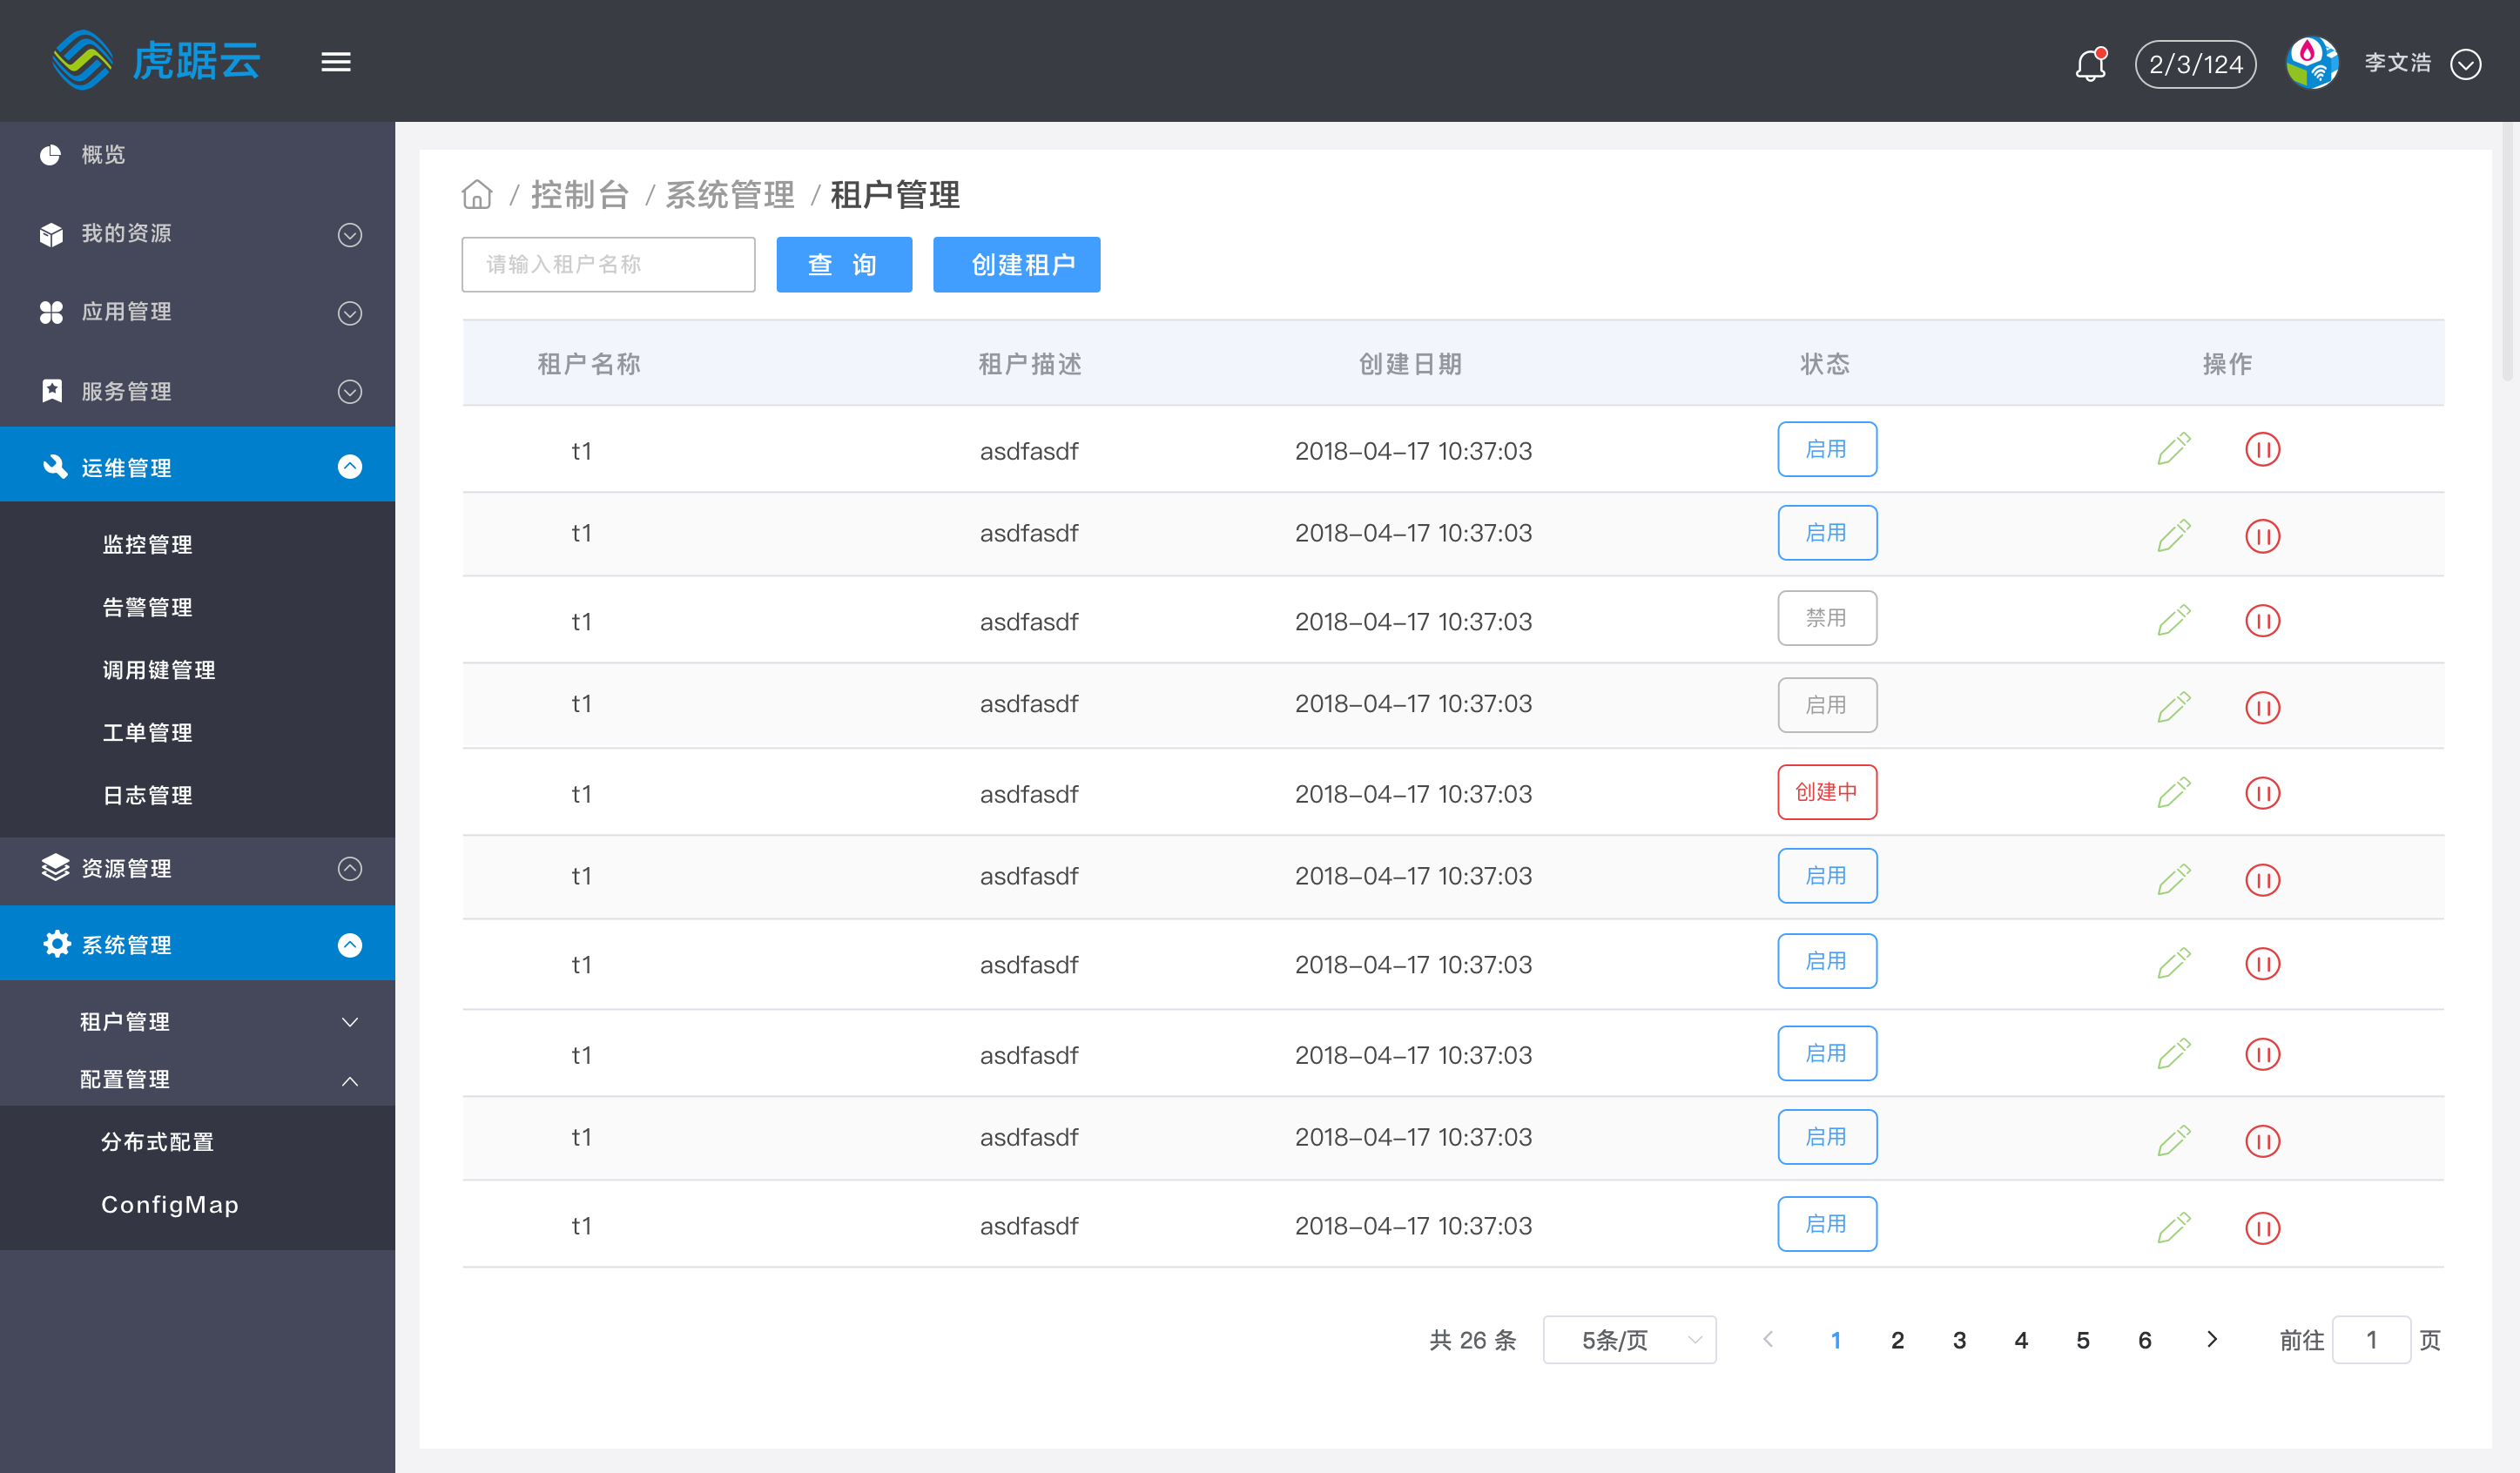 虎踞云
2/3/124 李文浩
概览
我的资源
应用管理
服务管理
运维管理
监控管理
告警管理
调用键管理
工单管理
日志管理
资源管理
系统管理
租户管理
配置管理
分布式配置
ConfigMap
/ 控制台 / 系统管理 / 租户管理
请输入租户名称 查 询 创建租户
租户名称 租户描述 创建日期 状态 操作
t1 asdfasdf 2018-04-17 10:37:03 启用
t1 asdfasdf 2018-04-17 10:37:03 启用
t1 asdfasdf 2018-04-17 10:37:03 禁用
t1 asdfasdf 2018-04-17 10:37:03 启用
t1 asdfasdf 2018-04-17 10:37:03 创建中
t1 asdfasdf 2018-04-17 10:37:03 启用
t1 asdfasdf 2018-04-17 10:37:03 启用
t1 asdfasdf 2018-04-17 10:37:03 启用
t1 asdfasdf 2018-04-17 10:37:03 启用
t1 asdfasdf 2018-04-17 10:37:03 启用
共 26 条 5条/页 1 2 3 4 5 6 前往 1 页